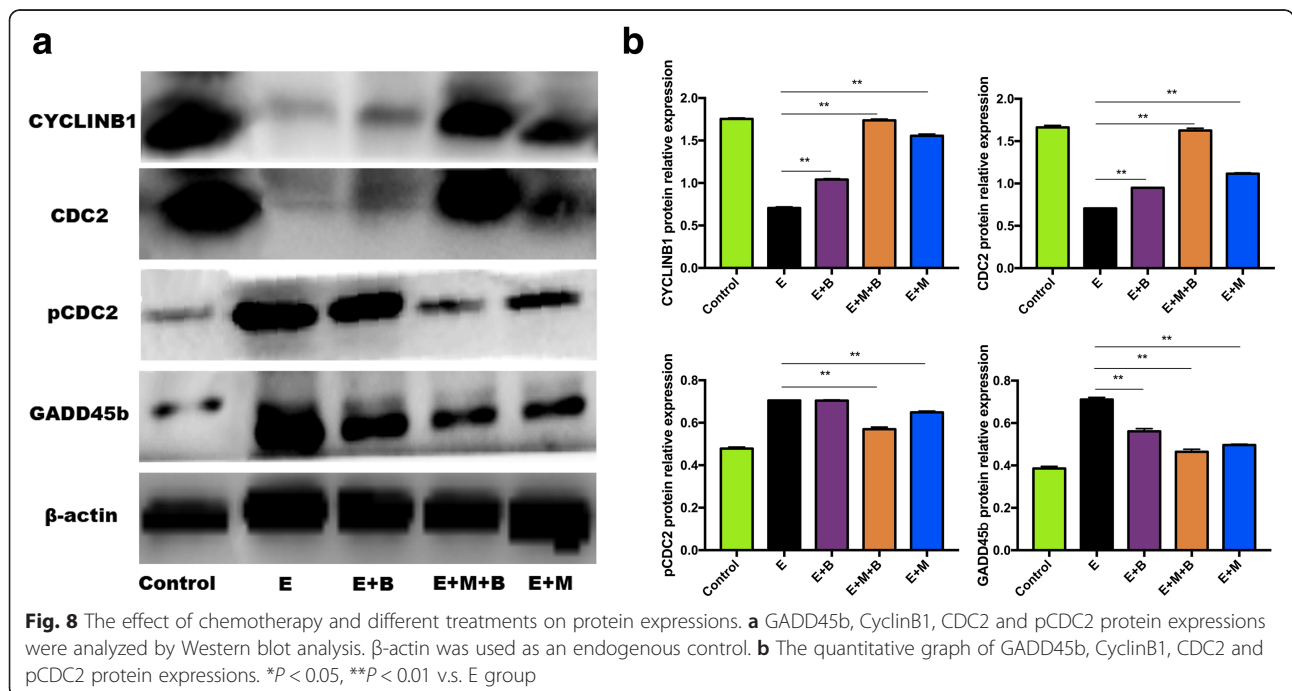 a
CYCLINB1
CDC2
pCDC2
GADD45b
β-actin
Control E E+B E+M+B E+M
b
CYCLINB1 protein relative expression
2.0
1.5
1.0
0.5
0.0
**
**
**
Control E E+B E+M+B E+M
CDC2 protein relative expression
2.0
1.5
1.0
0.5
0.0
**
**
**
Control E E+B E+M+B E+M
pCDC2 protein relative expression
0.8
0.6
0.4
0.2
0.0
**
**
Control E E+B E+M+B E+M
GADD45b protein relative expression
0.8
0.6
0.4
0.2
0.0
**
**
**
Control E E+B E+M+B E+M
Fig. 8 The effect of chemotherapy and different treatments on protein expressions. a GADD45b, CyclinB1, CDC2 and pCDC2 protein expressions
were analyzed by Western blot analysis. β-actin was used as an endogenous control. b The quantitative graph of GADD45b, CyclinB1, CDC2 and
pCDC2 protein expressions. *P < 0.05, **P < 0.01 v.s. E group